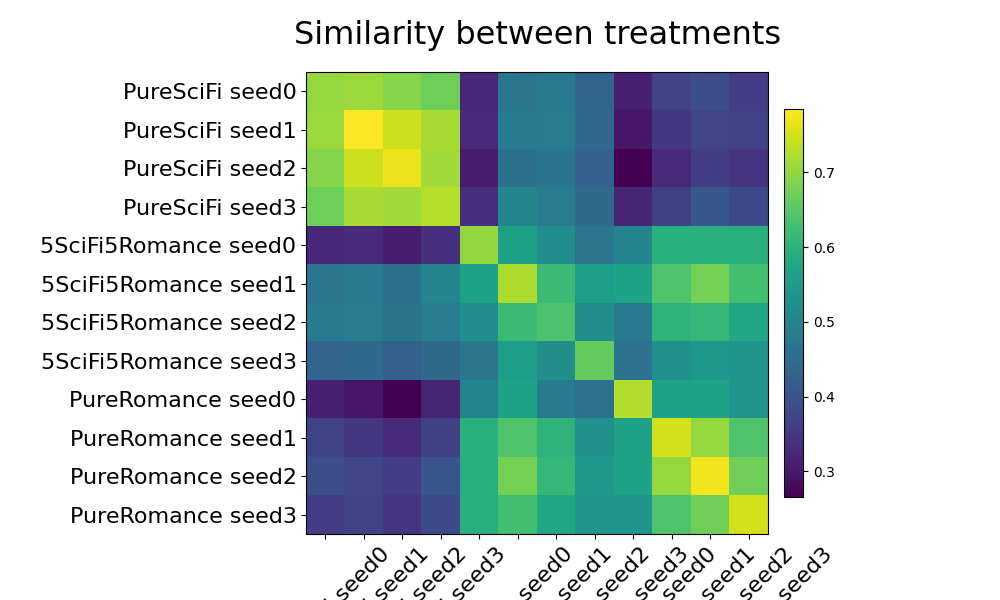 Similarity between treatments
PureSciFi seed0
PureSciFi seed1
PureSciFi seed2
PureSciFi seed3
5SciFi5Romance seed0
5SciFi5Romance seed1
5SciFi5Romance seed2
5SciFi5Romance seed3
PureRomance seed0
PureRomance seed1
PureRomance seed2
PureRomance seed3
0.7
0.6
0.5
0.4
0.3
seed0
seed1
seed2
seed3
seed0
seed1
seed2
seed3
seed0
seed1
seed2
seed3